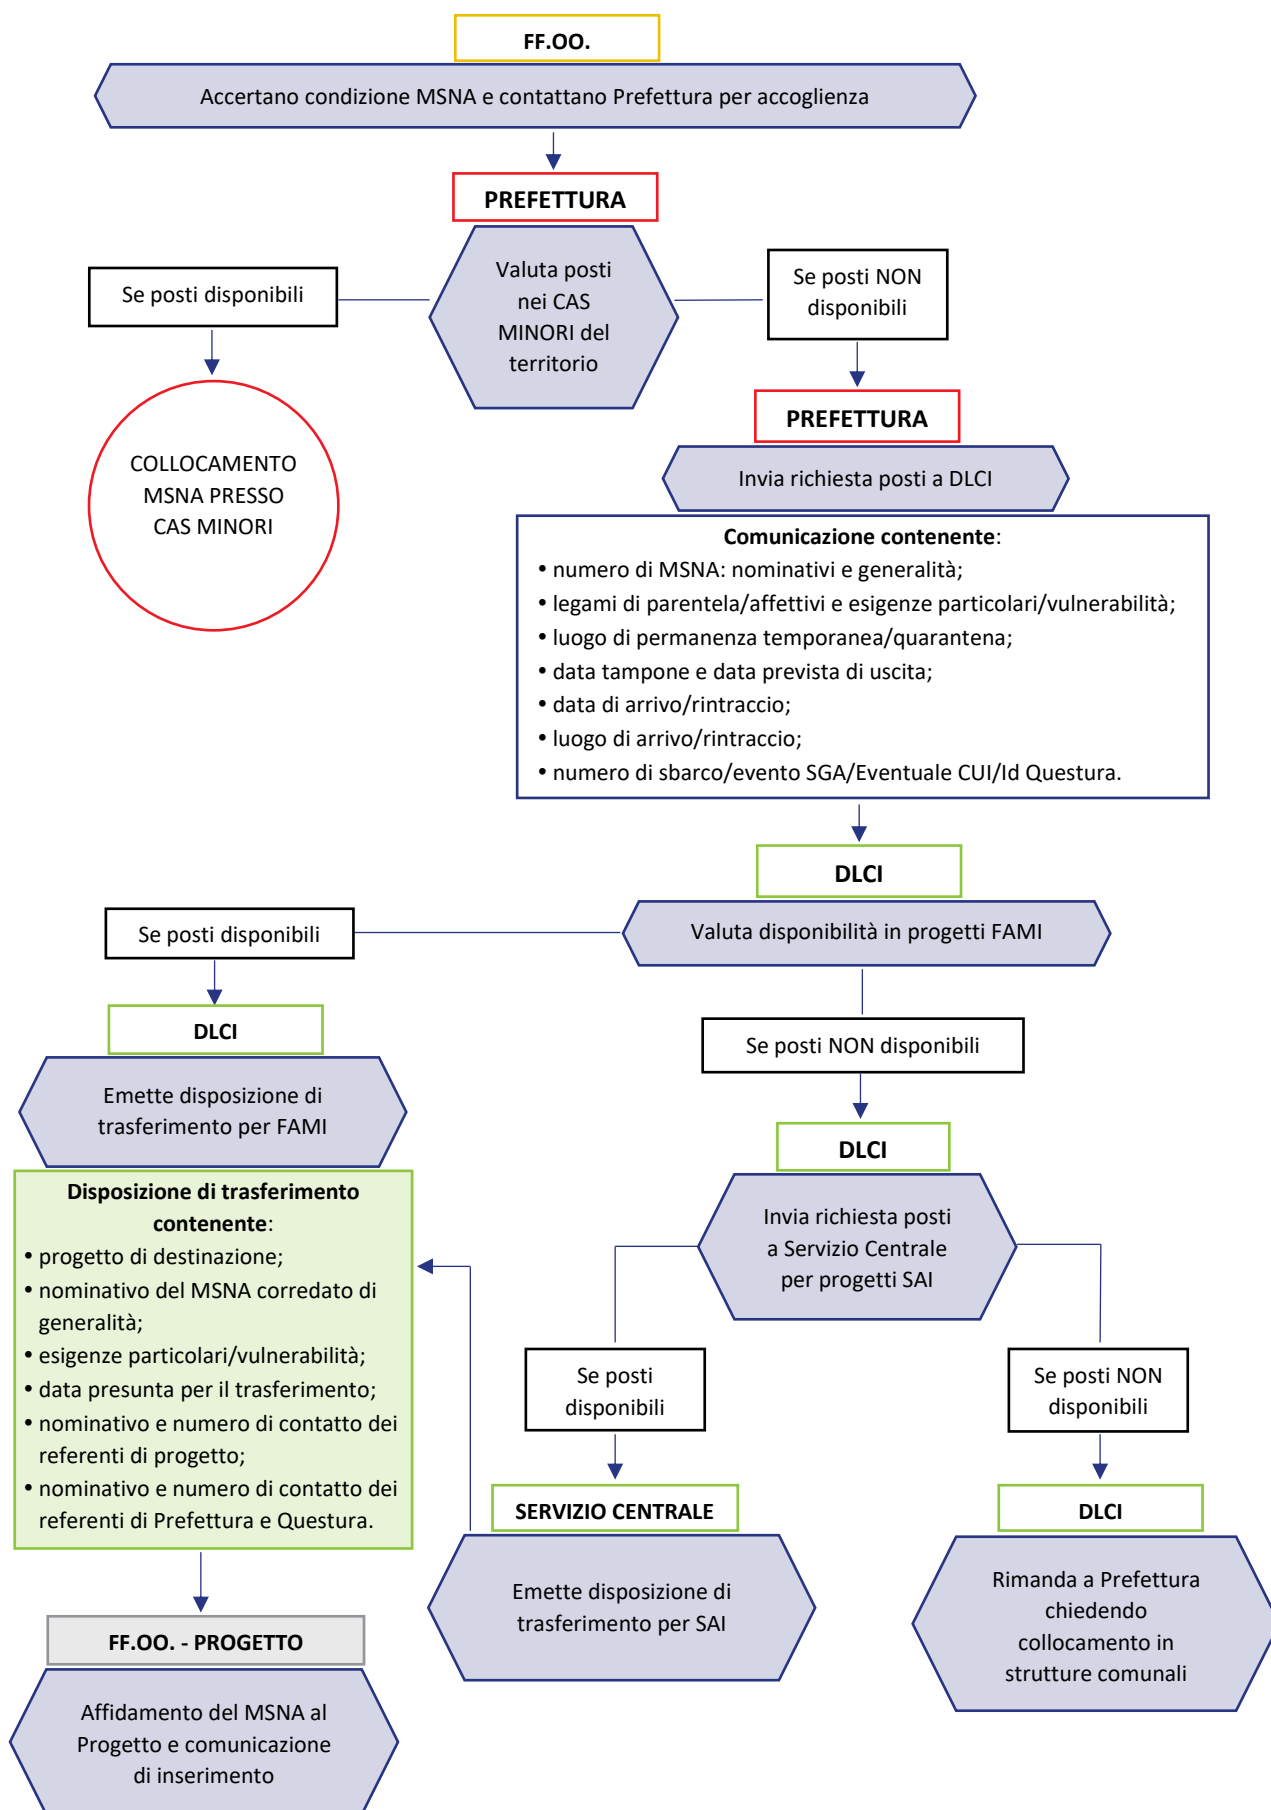 FF.OO.
Accertano condizione MSNA e contattano Prefettura per accoglienza
PREFETTURA
Valuta posti
nei CAS
MINORI del
territorio
Se posti disponibili
Se posti NON
disponibili
COLLOCAMENTO
MSNA PRESSO
CAS MINORI
PREFETTURA
Invia richiesta posti a DLCI
Comunicazione contenente:
• numero di MSNA: nominativi e generalità;
• legami di parentela/affettivi e esigenze particolari/vulnerabilità;
• luogo di permanenza temporanea/quarantena;
• data tampone e data prevista di uscita;
• data di arrivo/rintraccio;
• luogo di arrivo/rintraccio;
• numero di sbarco/evento SGA/Eventuale CUI/Id Questura.
DLCI
Valuta disponibilità in progetti FAMI
Se posti disponibili
DLCI
Emette disposizione di
trasferimento per FAMI
Disposizione di trasferimento
contenente:
• progetto di destinazione;
• nominativo del MSNA corredato di
generalità;
• esigenze particolari/vulnerabilità;
• data presunta per il trasferimento;
• nominativo e numero di contatto dei
referenti di progetto;
• nominativo e numero di contatto dei
referenti di Prefettura e Questura.
FF.OO. - PROGETTO
Affidamento del MSNA al
Progetto e comunicazione
di inserimento
Se posti NON disponibili
DLCI
Invia richiesta posti
a Servizio Centrale
per progetti SAI
Se posti
disponibili
SERVIZIO CENTRALE
Emette disposizione di
trasferimento per SAI
Se posti NON
disponibili
DLCI
Rimanda a Prefettura
chiedendo
collocamento in
strutture comunali